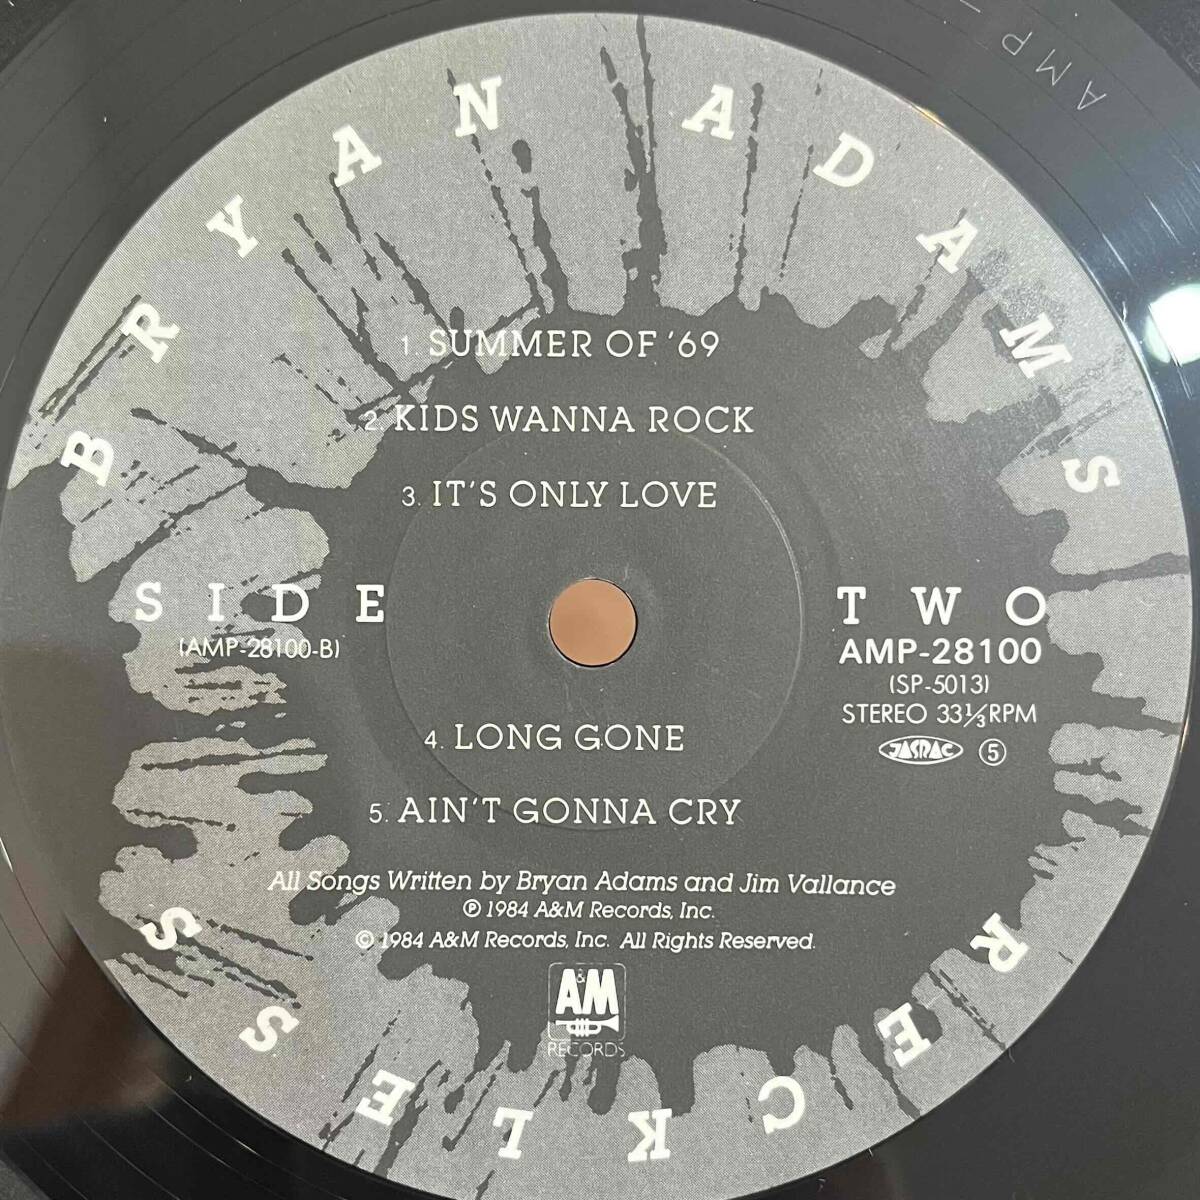 BRYAN ADAMS
1. SUMMER OF '69
2. KIDS WANNA ROCK
3. IT'S ONLY LOVE
SIDE TWO
(AMP-28100-B)
AMP-28100
(SP-5013)
STEREO 33⅓RPM
JASRAC ⑤
4. LONG GONE
5. AIN'T GONNA CRY
All Songs Written by Bryan Adams and Jim Vallance
℗ 1984 A&M Records, Inc.
© 1984 A&M Records, Inc. All Rights Reserved.
A&M
RECORDS
RECKLESS
AMP-